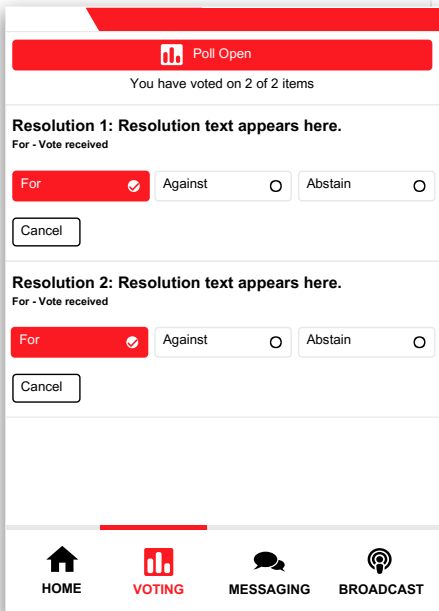 Poll Open
You have voted on 2 of 2 items
Resolution 1: Resolution text appears here.
For - Vote received
For Against Abstain
Cancel
Resolution 2: Resolution text appears here.
For - Vote received
For Against Abstain
Cancel
HOME VOTING MESSAGING BROADCAST